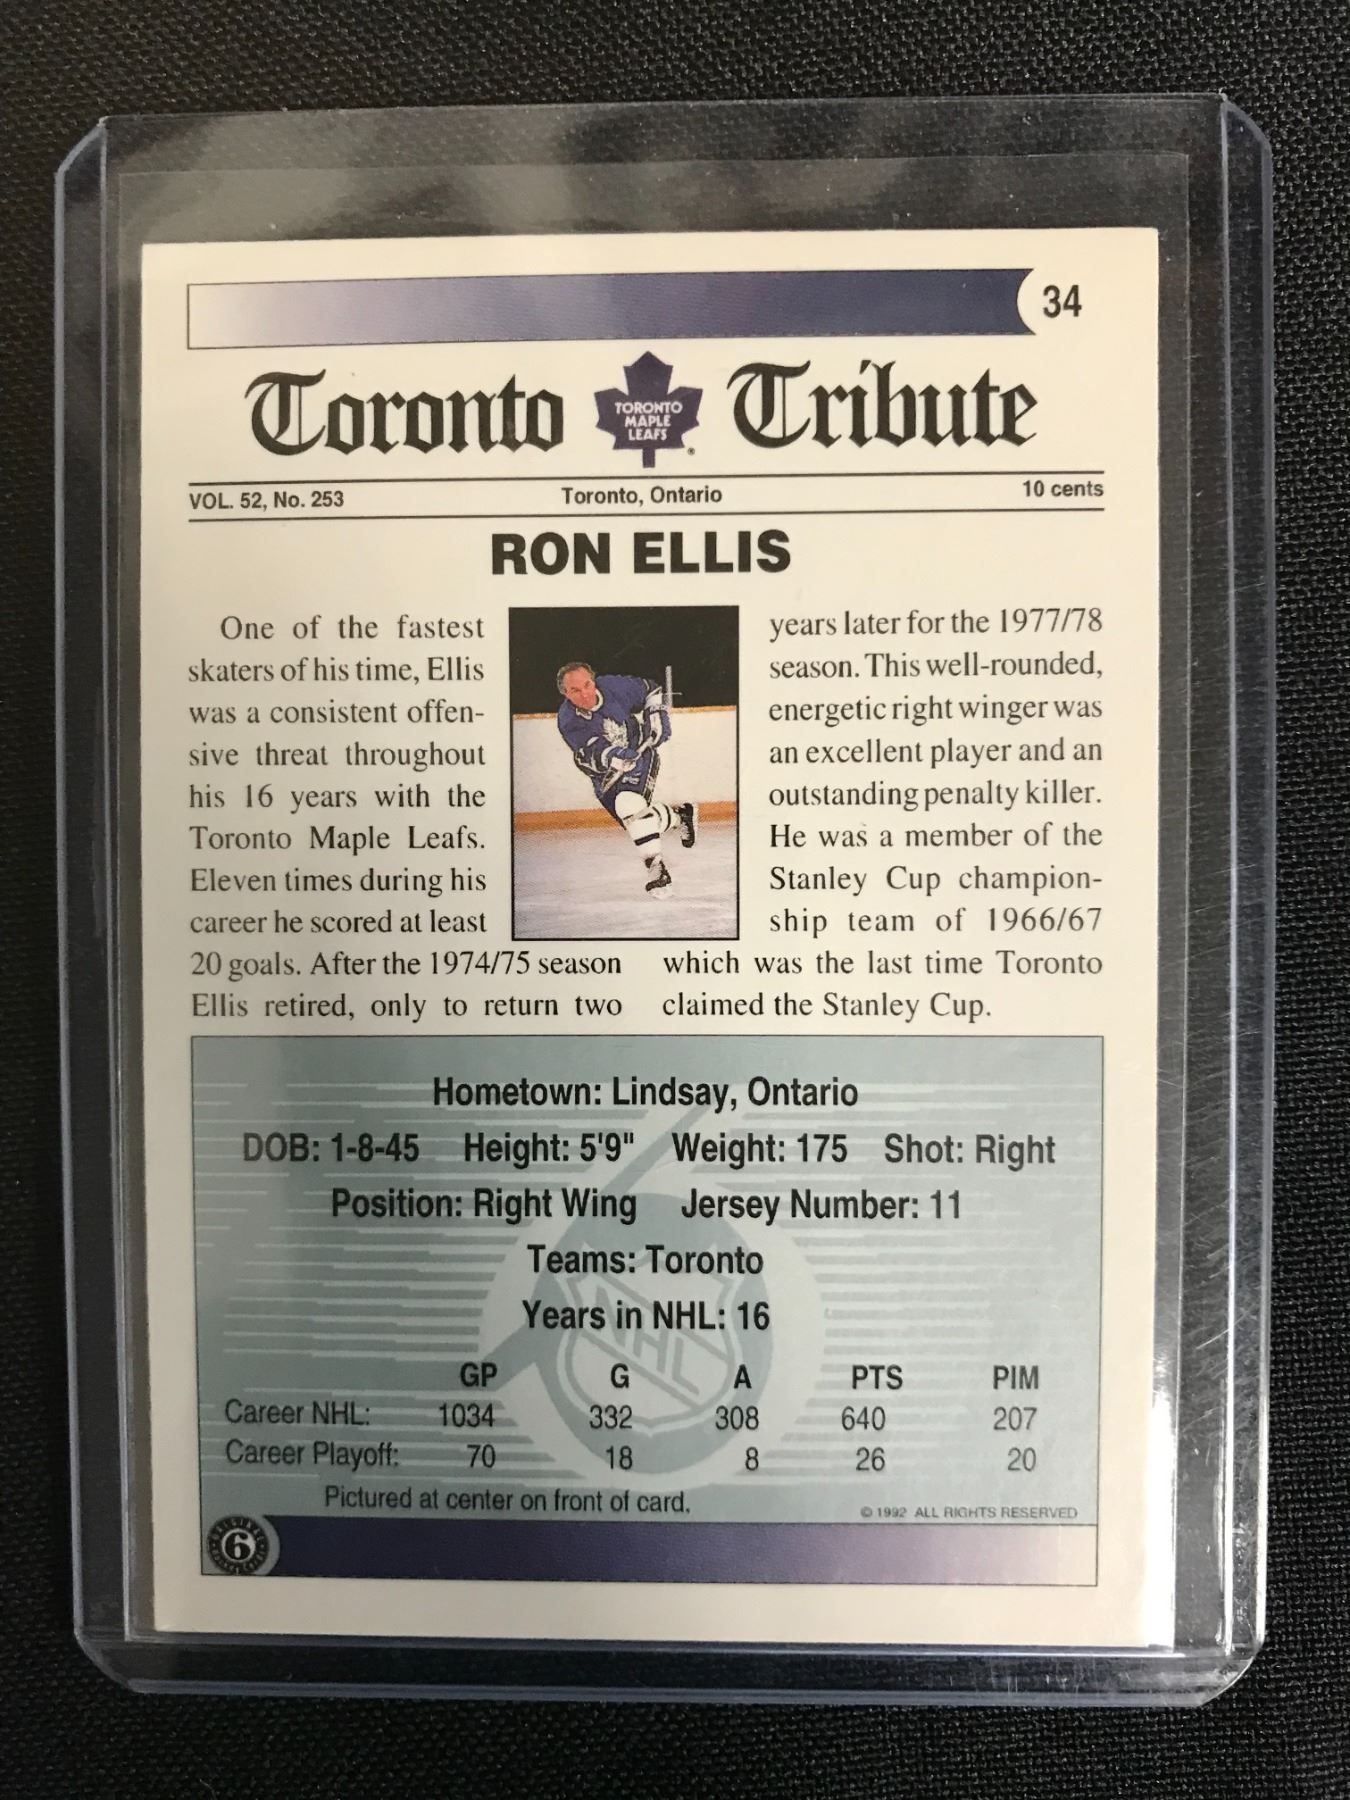 34
Toronto Tribute
TORONTO
MAPLE
LEAFS
VOL. 52, No. 253 Toronto, Ontario 10 cents
RON ELLIS
One of the fastest
skaters of his time, Ellis
was a consistent offen-
sive threat throughout
his 16 years with the
Toronto Maple Leafs.
Eleven times during his
career he scored at least
20 goals. After the 1974/75 season
Ellis retired, only to return two
years later for the 1977/78
season. This well-rounded,
energetic right winger was
an excellent player and an
outstanding penalty killer.
He was a member of the
Stanley Cup champion-
ship team of 1966/67
which was the last time Toronto
claimed the Stanley Cup.
Hometown: Lindsay, Ontario
DOB: 1-8-45 Height: 5'9" Weight: 175 Shot: Right
Position: Right Wing Jersey Number: 11
Teams: Toronto
Years in NHL: 16
GP G A PTS PIM
Career NHL: 1034 332 308 640 207
Career Playoff: 70 18 8 26 20
Pictured at center on front of card.
© 1992 ALL RIGHTS RESERVED
ORIGINAL
6
NHL